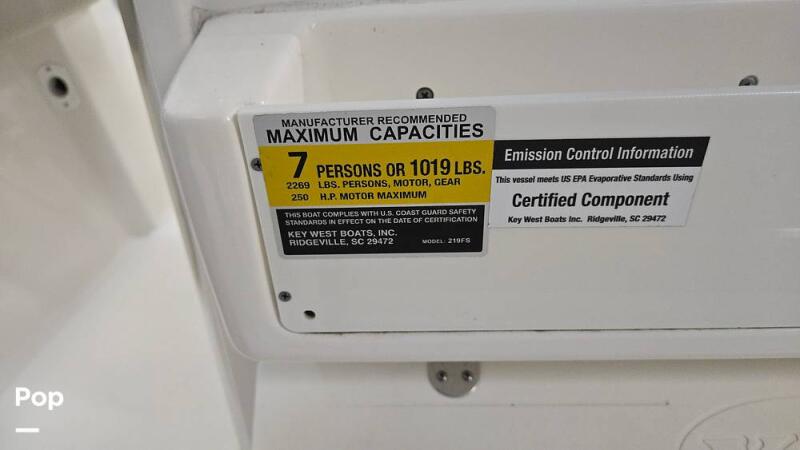 MANUFACTURER RECOMMENDED
MAXIMUM CAPACITIES
7 PERSONS OR 1019 LBS.
2269 LBS. PERSONS, MOTOR, GEAR
250 H.P. MOTOR MAXIMUM
THIS BOAT COMPLIES WITH U.S. COAST GUARD SAFETY
STANDARDS IN EFFECT ON THE DATE OF CERTIFICATION
KEY WEST BOATS, INC.
RIDGEVILLE, SC 29472 MODEL: 219FS
Emission Control Information
This vessel meets US EPA Evaporative Standards Using
Certified Component
Key West Boats Inc. Ridgeville, SC 29472
Pop